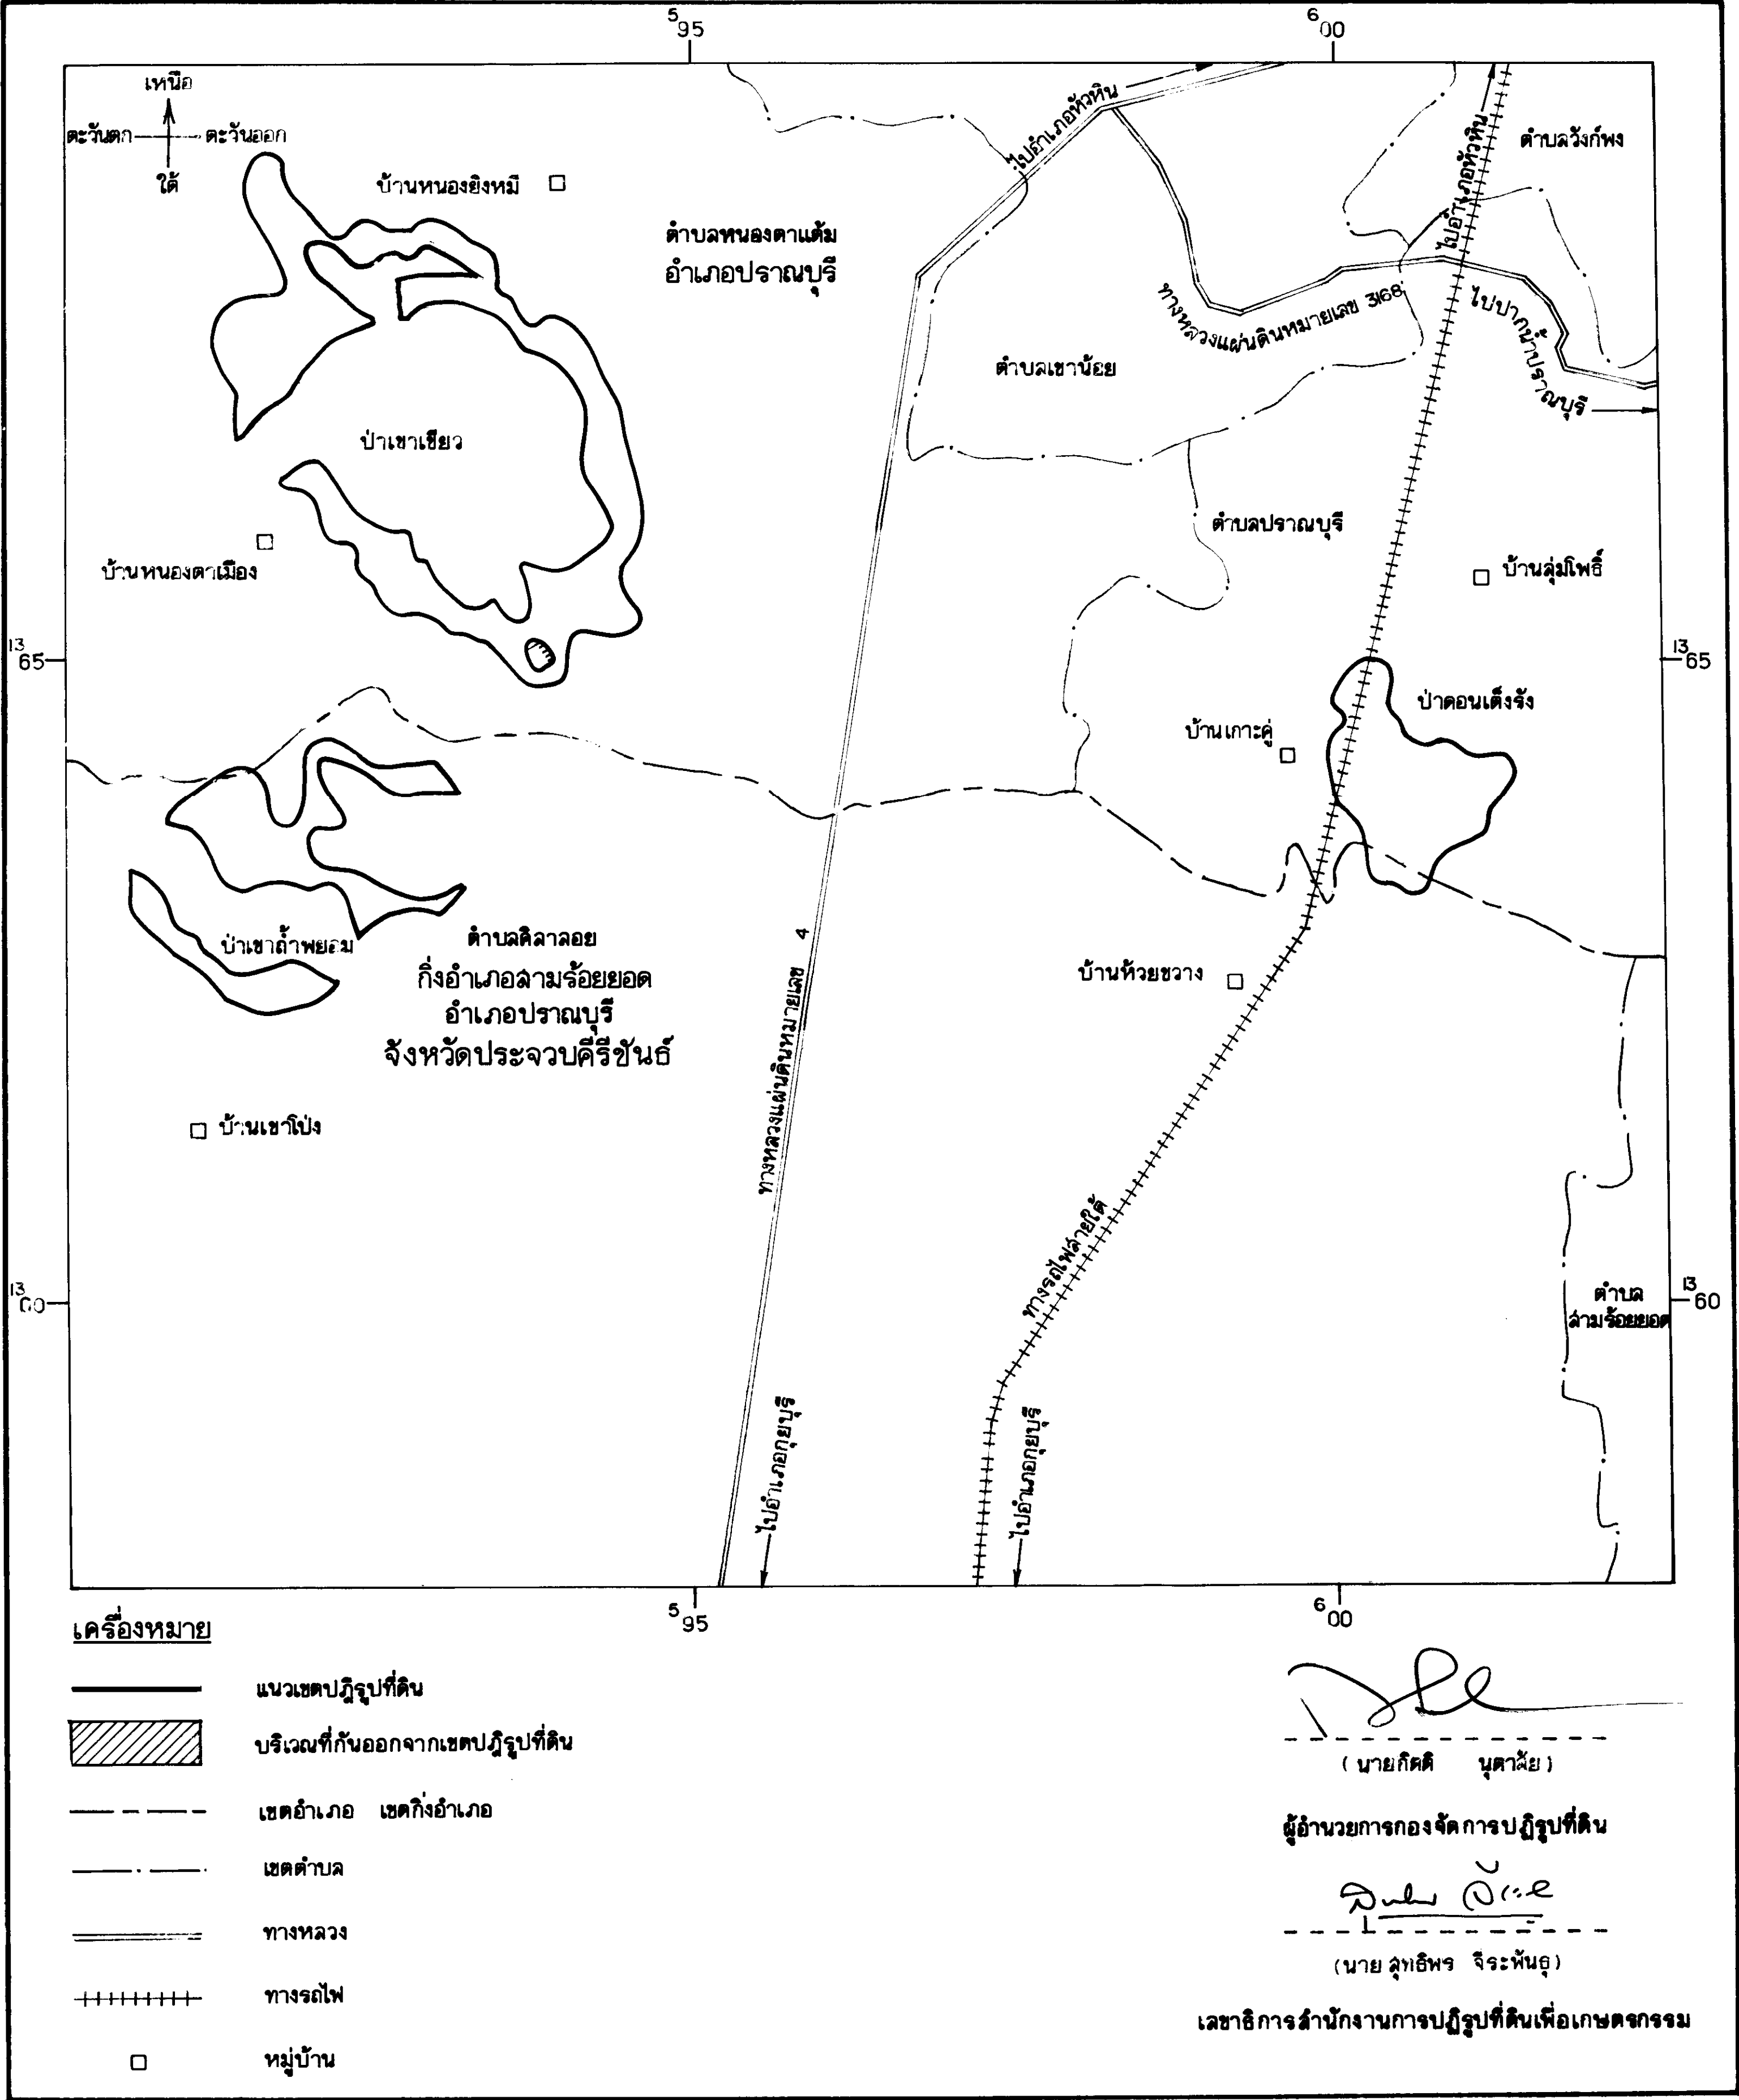 595
600
เหนือ
ตะวันตก ตะวันออก
ใต้
บ้านหนองยิงหมี
ตำบลหนองตาแต้ม
อำเภอปราณบุรี
ไปอำเภอหัวหิน
ไปอำเภอหัวหิน
ตำบลวังก์พง
ทางหลวงแผ่นดินหมายเลข 3168
ไปปากน้ำปราณบุรี
ตำบลเขาน้อย
ป่าเขาเขียว
ตำบลปราณบุรี
บ้านหนองตาเมือง
บ้านลุ่มโพธิ์
1365
1365
ป่าดอนเต็งรัง
บ้านเกาะคู่
ป่าเขาถ้ำพยอม
ตำบลศิลาลอย
กิ่งอำเภอสามร้อยยอด
อำเภอปราณบุรี
จังหวัดประจวบคีรีขันธ์
บ้านห้วยขวาง
ทางหลวงแผ่นดินหมายเลข 4
บ้านเขาโป่ง
ทางรถไฟสายใต้
1360
1360
ตำบล
สามร้อยยอด
ไปอำเภอกุยบุรี
ไปอำเภอกุยบุรี
595
600
เครื่องหมาย
แนวเขตปฏิรูปที่ดิน
บริเวณที่กันออกจากเขตปฏิรูปที่ดิน
เขตอำเภอ เขตกิ่งอำเภอ
เขตตำบล
ทางหลวง
ทางรถไฟ
หมู่บ้าน
(นายกิตติ นุตาลัย)
ผู้อำนวยการกองจัดการปฏิรูปที่ดิน
(นาย สุทธิพร จีระพันธุ)
เลขาธิการสำนักงานการปฏิรูปที่ดินเพื่อเกษตรกรรม